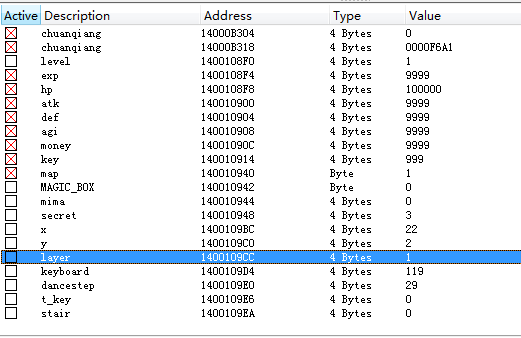 Active Description Address Type Value
chuanqiang 14000B304 4 Bytes 0
chuanqiang 14000B318 4 Bytes 0000F6A1
level 1400108F0 4 Bytes 1
exp 1400108F4 4 Bytes 9999
hp 1400108F8 4 Bytes 100000
atk 140010900 4 Bytes 9999
def 140010904 4 Bytes 9999
agi 140010908 4 Bytes 9999
money 14001090C 4 Bytes 9999
key 140010914 4 Bytes 999
map 140010940 Byte 1
MAGIC_BOX 140010942 Byte 0
mima 140010944 4 Bytes 0
secret 140010948 4 Bytes 3
x 1400109BC 4 Bytes 22
y 1400109C0 4 Bytes 2
layer 1400109CC 4 Bytes 1
keyboard 1400109D4 4 Bytes 119
dancestep 1400109E0 4 Bytes 29
t_key 1400109E6 4 Bytes 0
stair 1400109EA 4 Bytes 0